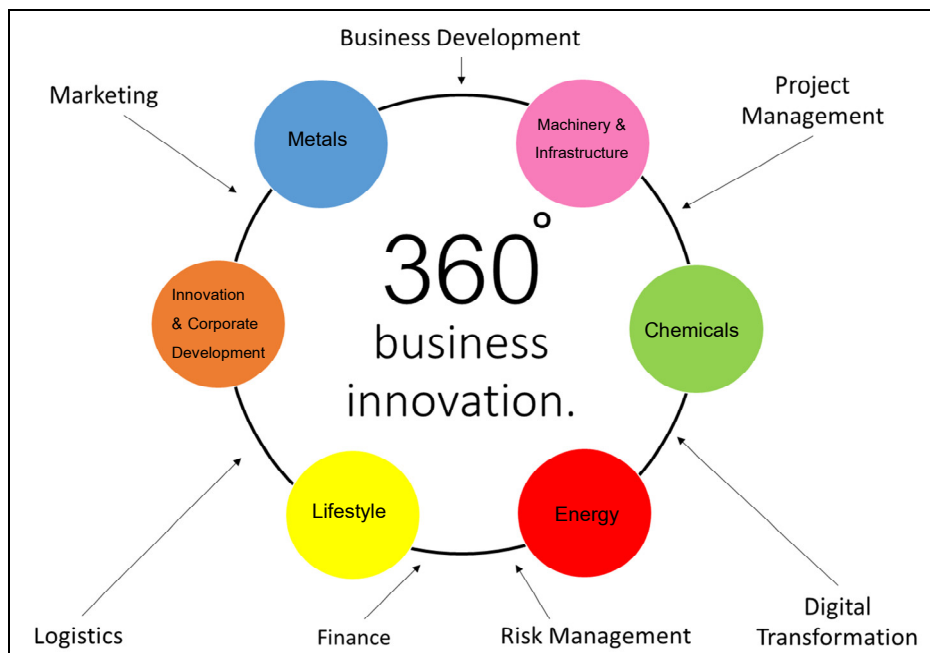 Business Development
Marketing
Project
Management
Metals
Machinery &
Infrastructure
360°
business
innovation.
Innovation
& Corporate
Development
Chemicals
Lifestyle
Energy
Logistics
Finance
Risk Management
Digital
Transformation